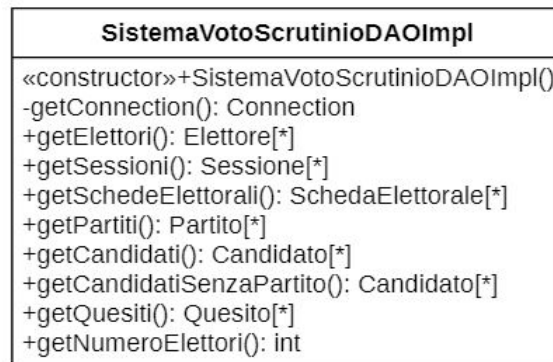 SistemaVotoScrutinioDAOImpl
«constructor»+SistemaVotoScrutinioDAOImpl()
-getConnection(): Connection
+getElettori(): Elettore[*]
+getSessioni(): Sessione[*]
+getSchedeElettorali(): SchedaElettorale[*]
+getPartiti(): Partito[*]
+getCandidati(): Candidato[*]
+getCandidatiSenzaPartito(): Candidato[*]
+getQuesiti(): Quesito[*]
+getNumeroElettori(): int